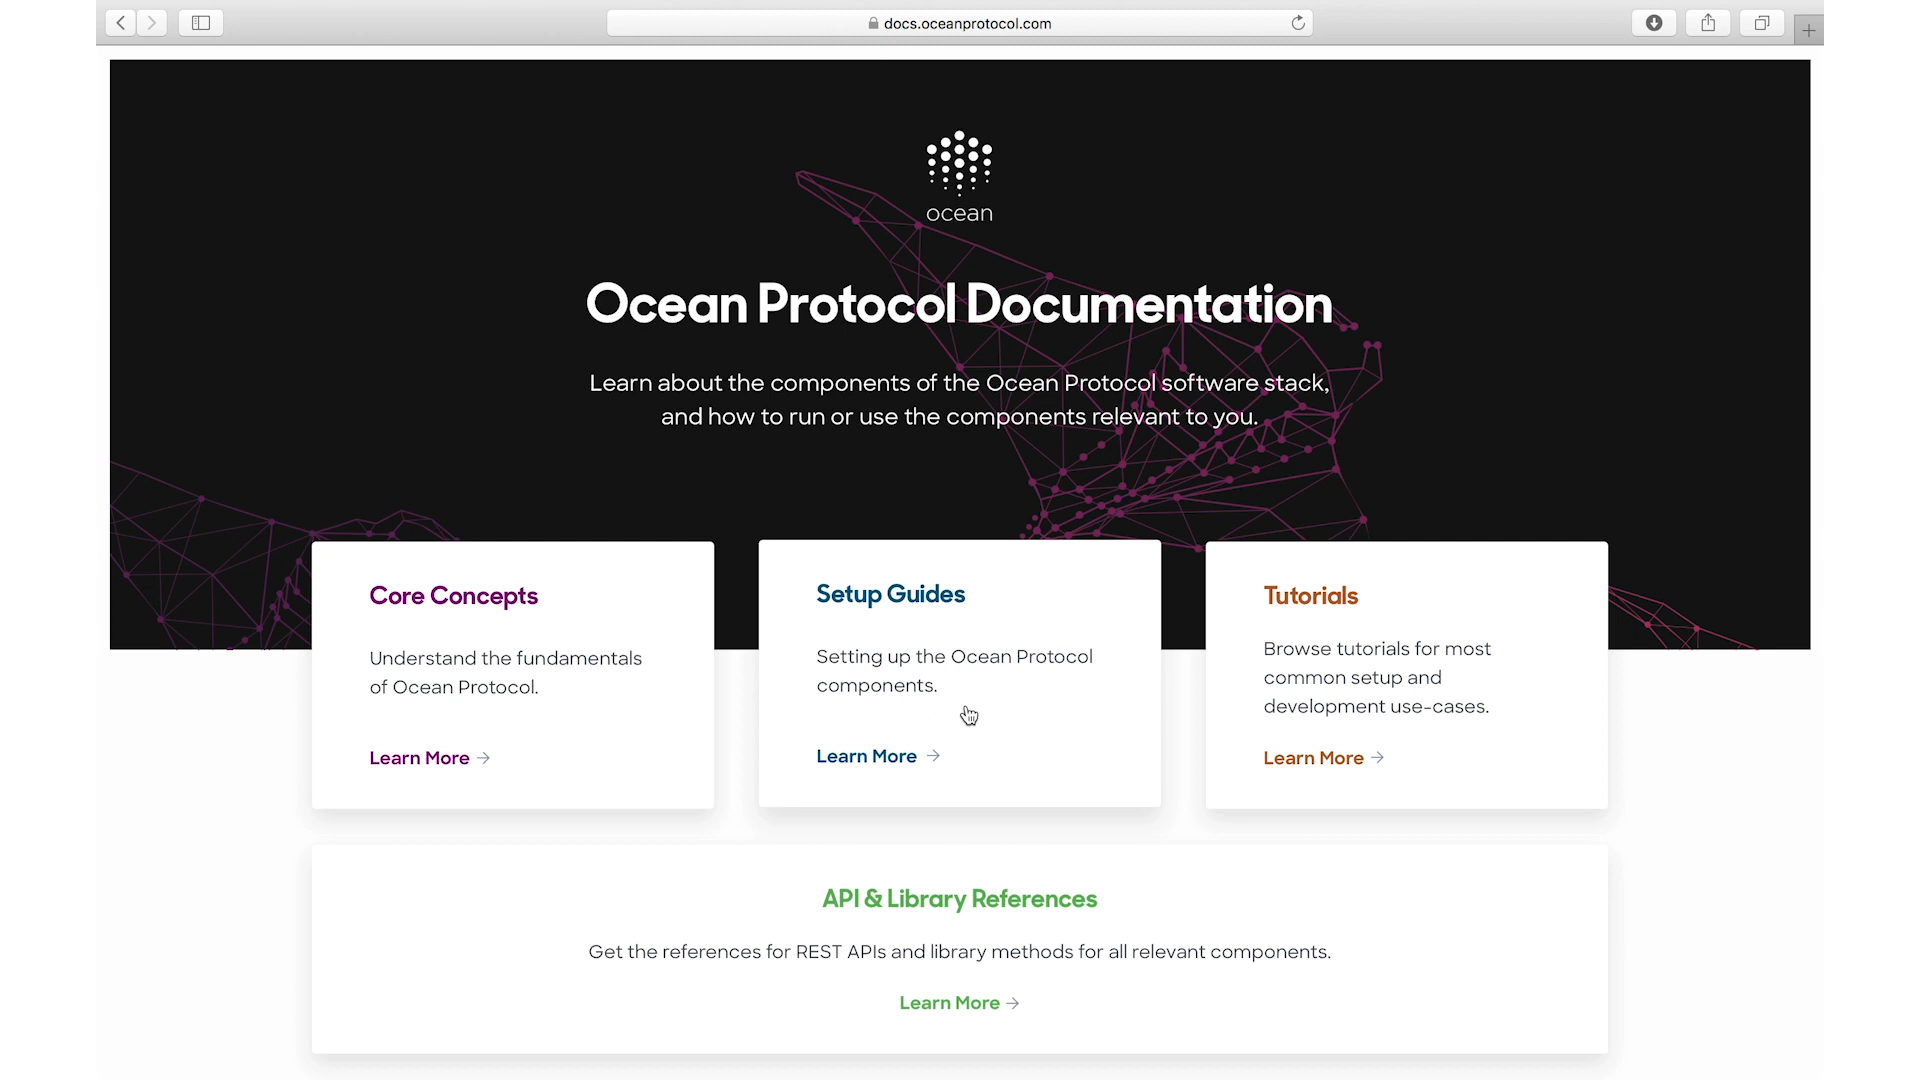 docs.oceanprotocol.com
ocean
Ocean Protocol Documentation
Learn about the components of the Ocean Protocol software stack,
and how to run or use the components relevant to you.
Core Concepts
Understand the fundamentals
of Ocean Protocol.
Learn More →
Setup Guides
Setting up the Ocean Protocol
components.
Learn More →
Tutorials
Browse tutorials for most
common setup and
development use-cases.
Learn More →
API & Library References
Get the references for REST APIs and library methods for all relevant components.
Learn More →